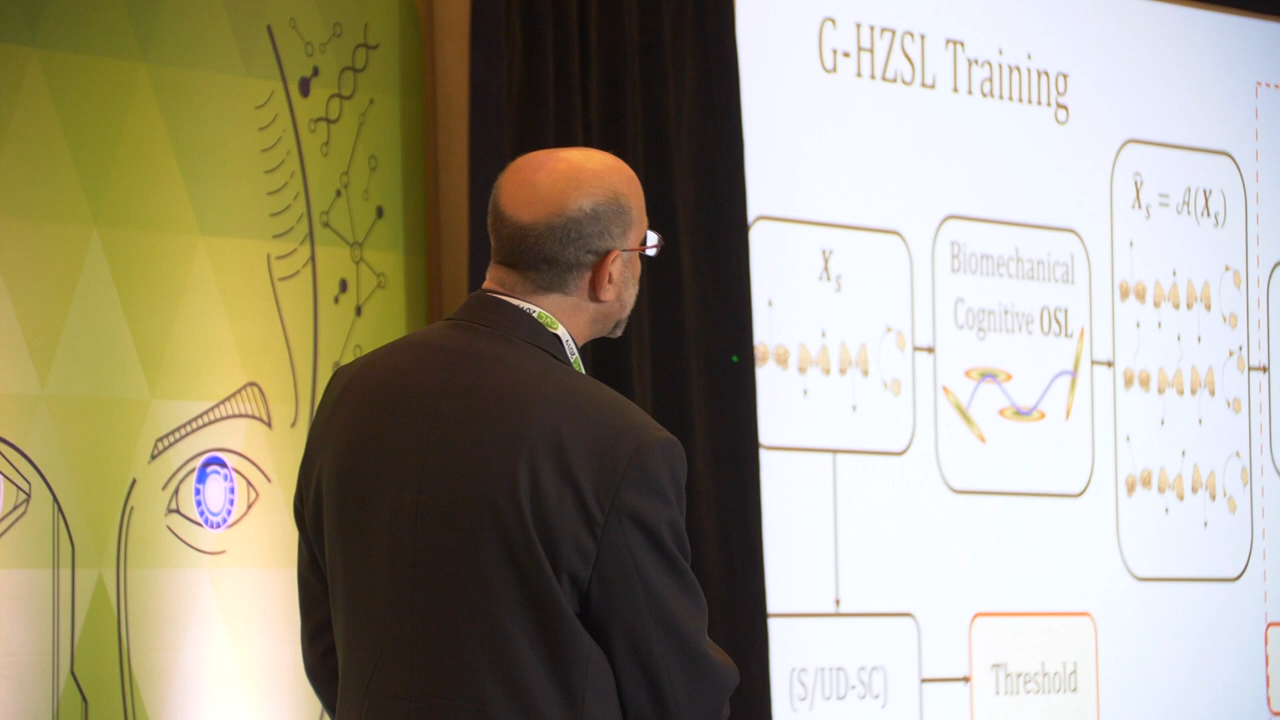 G-HZSL Training
Xₛ
Biomechanical
Cognitive OSL
X̂ₛ = 𝒜(Xₛ)
(S/UD-SC)
Threshold